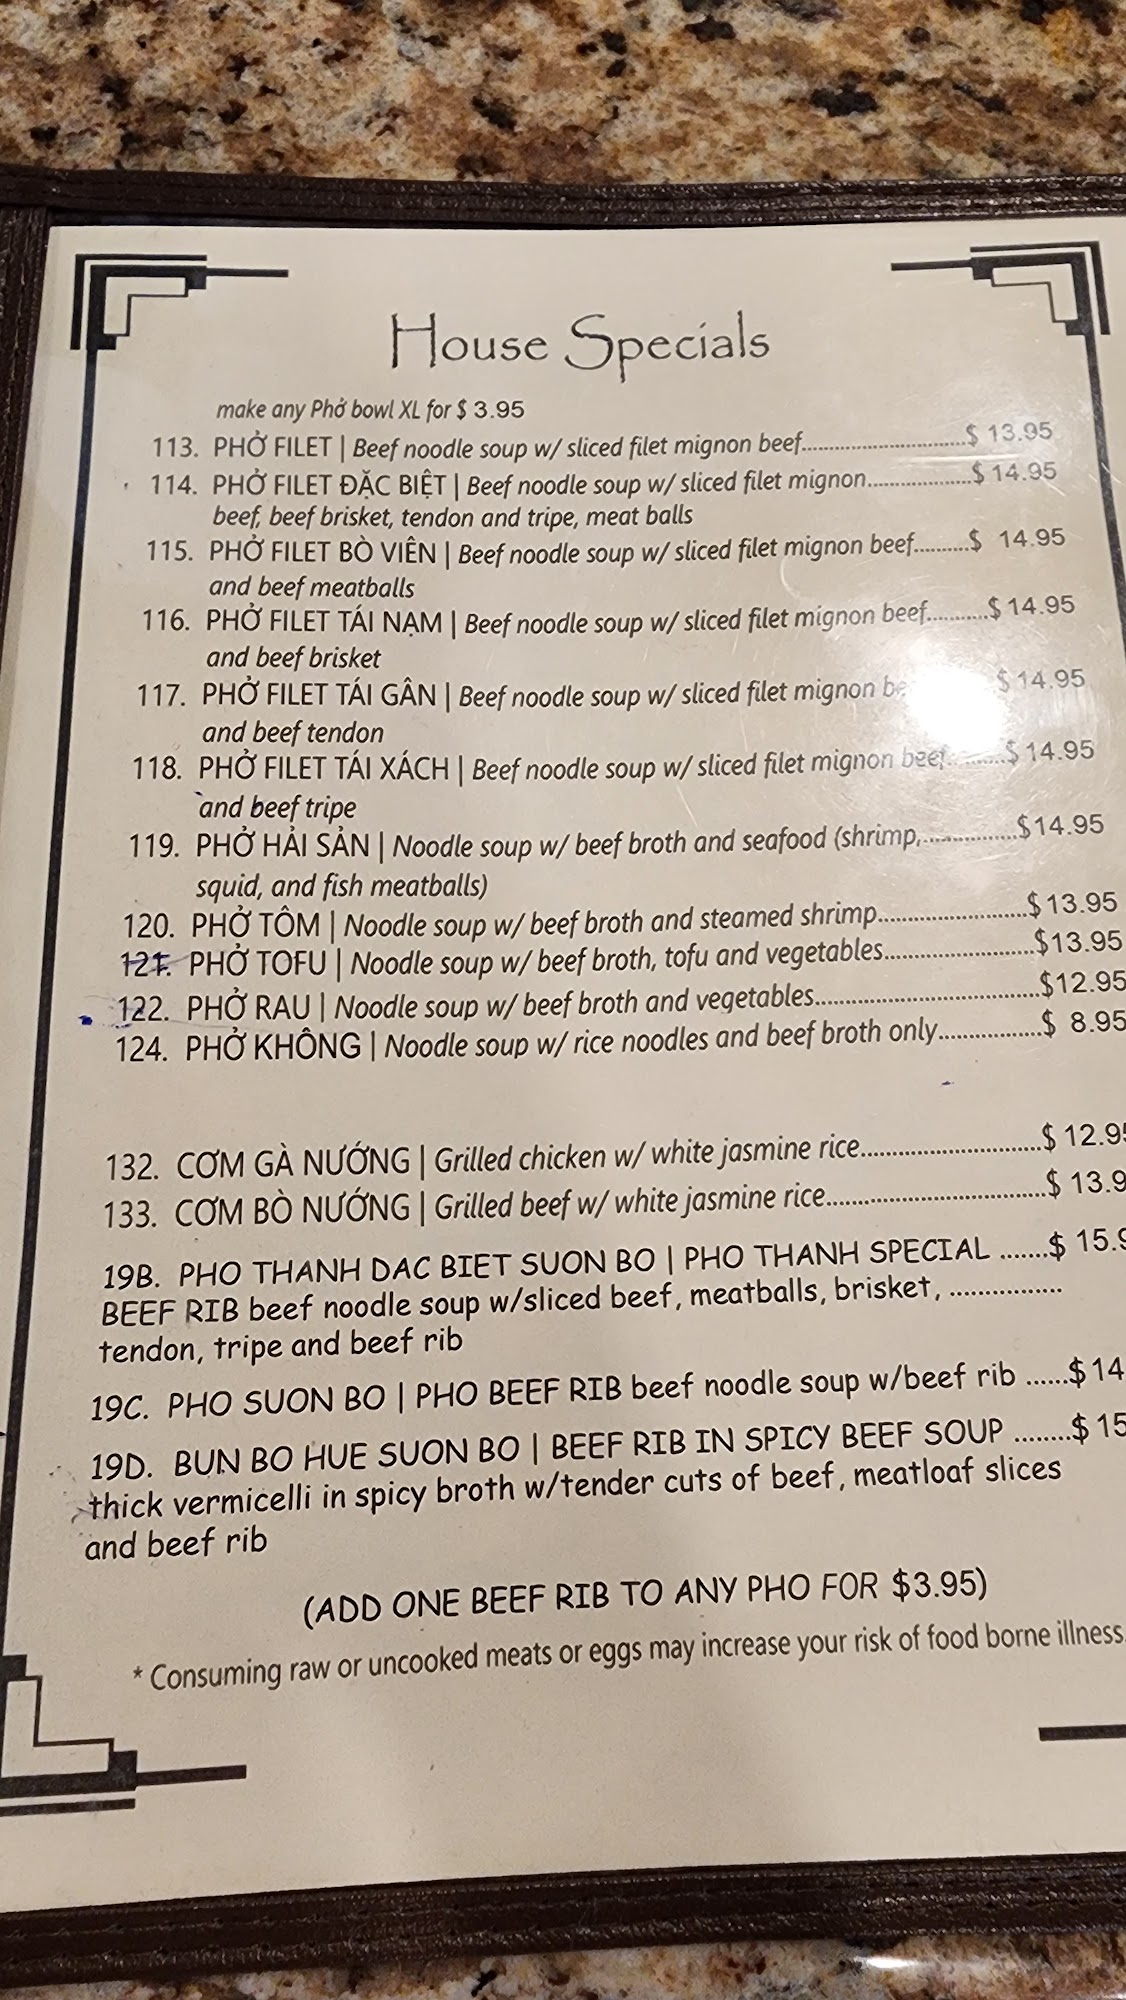 House Specials
make any Phở bowl XL for $ 3.95
113. PHỞ FILET | Beef noodle soup w/ sliced filet mignon beef............................$ 13.95
114. PHỞ FILET ĐẶC BIỆT | Beef noodle soup w/ sliced filet mignon..................$ 14.95
beef, beef brisket, tendon and tripe, meat balls
115. PHỞ FILET BÒ VIÊN | Beef noodle soup w/ sliced filet mignon beef.........$ 14.95
and beef meatballs
116. PHỞ FILET TÁI NẠM | Beef noodle soup w/ sliced filet mignon beef..........$ 14.95
and beef brisket
117. PHỞ FILET TÁI GÂN | Beef noodle soup w/ sliced filet mignon $ 14.95
and beef tendon
118. PHỞ FILET TÁI XÁCH | Beef noodle soup w/ sliced filet mignon beef..........$ 14.95
and beef tripe
119. PHỞ HẢI SẢN | Noodle soup w/ beef broth and seafood (shrimp,...............$14.95
squid, and fish meatballs)
120. PHỞ TÔM | Noodle soup w/ beef broth and steamed shrimp.........................$ 13.95
121. PHỞ TOFU | Noodle soup w/ beef broth, tofu and vegetables.........................$13.95
122. PHỞ RAU | Noodle soup w/ beef broth and vegetables.....................................$12.95
124. PHỞ KHÔNG | Noodle soup w/ rice noodles and beef broth only.................$ 8.95
132. CƠM GÀ NƯỚNG | Grilled chicken w/ white jasmine rice..............................$ 12.95
133. CƠM BÒ NƯỚNG | Grilled beef w/ white jasmine rice....................................$ 13.9
19B. PHO THANH DAC BIET SUON BO | PHO THANH SPECIAL .......$ 15.9
BEEF RIB beef noodle soup w/sliced beef, meatballs, brisket, ................
tendon, tripe and beef rib
19C. PHO SUON BO | PHO BEEF RIB beef noodle soup w/beef rib ......$ 14
19D. BUN BO HUE SUON BO | BEEF RIB IN SPICY BEEF SOUP ........$ 15
thick vermicelli in spicy broth w/tender cuts of beef, meatloaf slices
and beef rib
(ADD ONE BEEF RIB TO ANY PHO FOR $3.95)
* Consuming raw or uncooked meats or eggs may increase your risk of food borne illness.